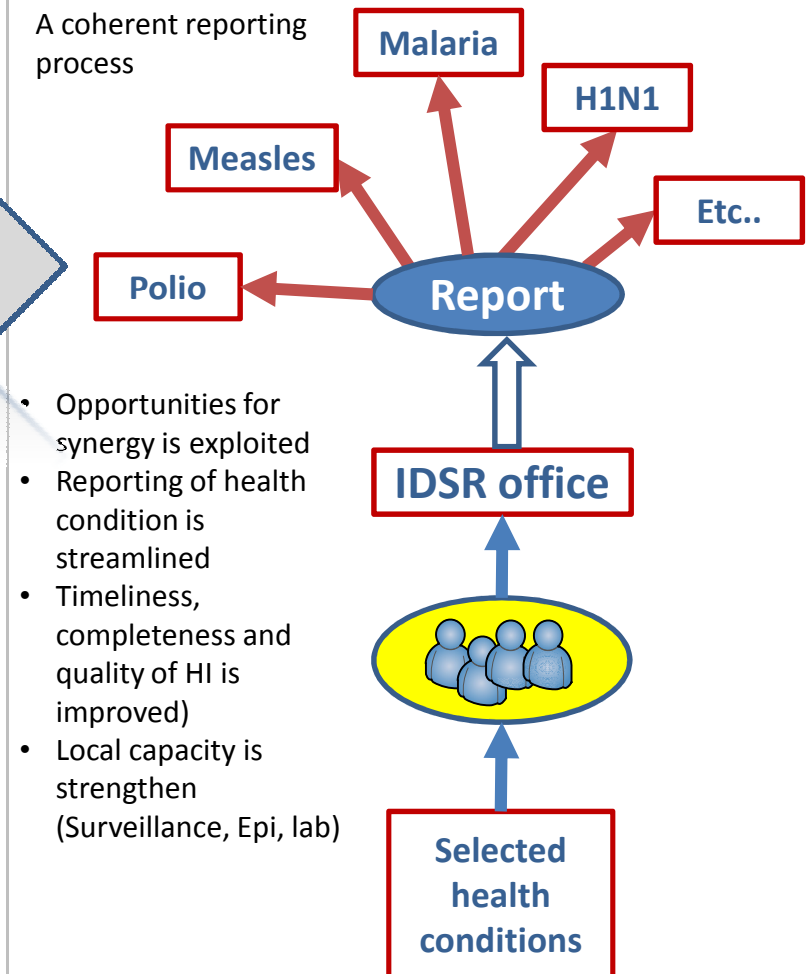 A coherent reporting
process
Malaria
H1N1
Measles
Etc..
Polio
Report
• Opportunities for
synergy is exploited
• Reporting of health
condition is
streamlined
• Timeliness,
completeness and
quality of HI is
improved)
• Local capacity is
strengthen
(Surveillance, Epi, lab)
IDSR office
Selected
health
conditions